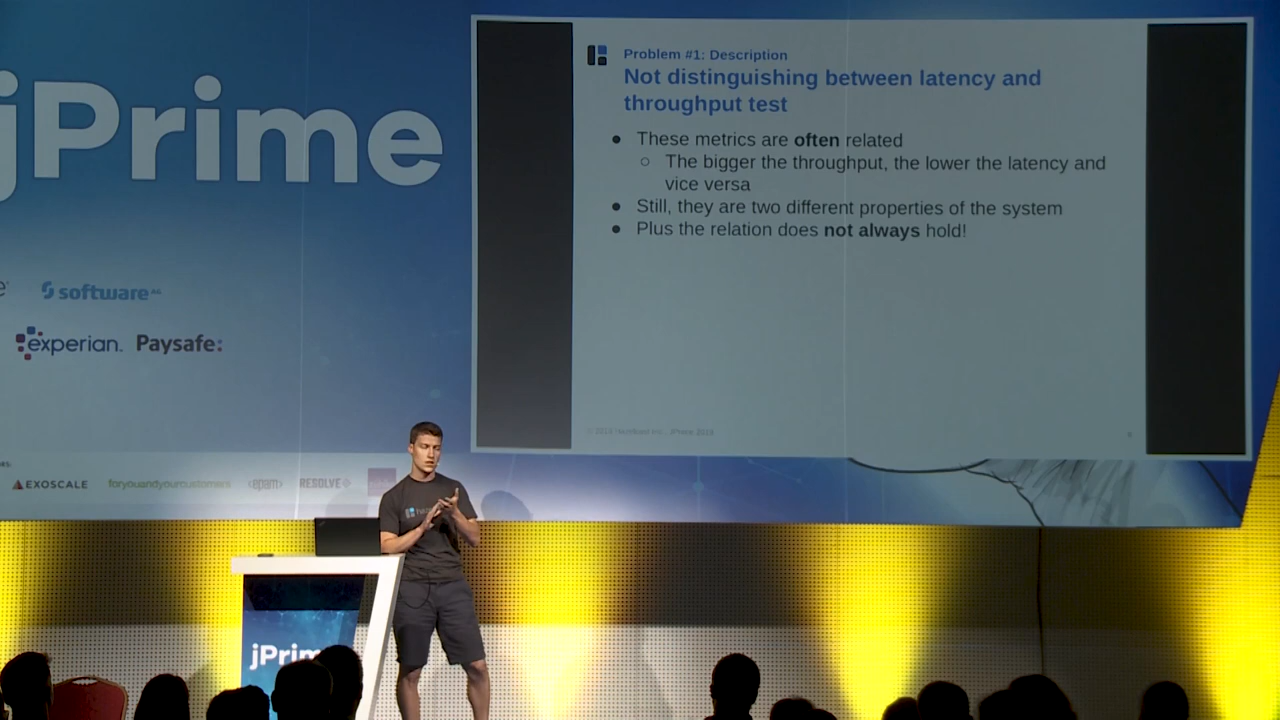 jPrime
Problem #1: Description
Not distinguishing between latency and
throughput test
● These metrics are often related
○ The bigger the throughput, the lower the latency and
vice versa
● Still, they are two different properties of the system
● Plus the relation does not always hold!
software AG
experian.
Paysafe:
EXOSCALE
foryouandyourcustomers
<epam>
RESOLVE
jPrime